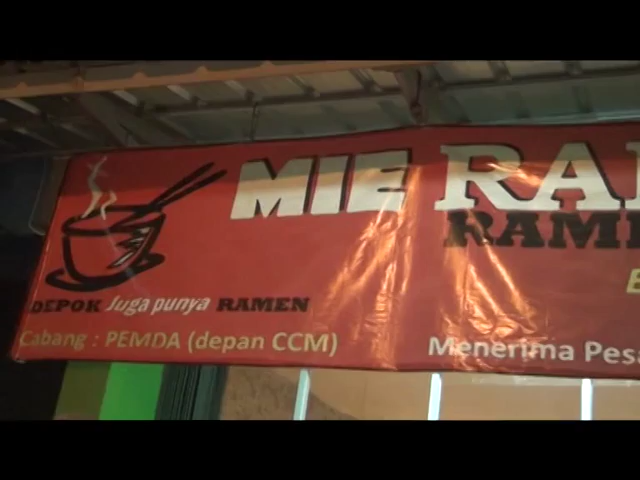 MIE RA
RAM
DEPOK Juga punya RAMEN
Cabang : PEMDA (depan CCM)
Menerima Pesa